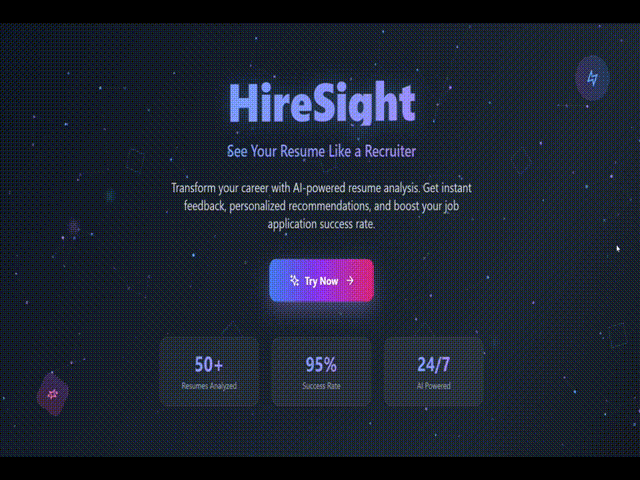 HireSight
See Your Resume Like a Recruiter
Transform your career with AI-powered resume analysis. Get instant
feedback, personalized recommendations, and boost your job
application success rate.
Try Now
50+
95%
24/7
Resumes Analyzed
Success Rate
AI Powered